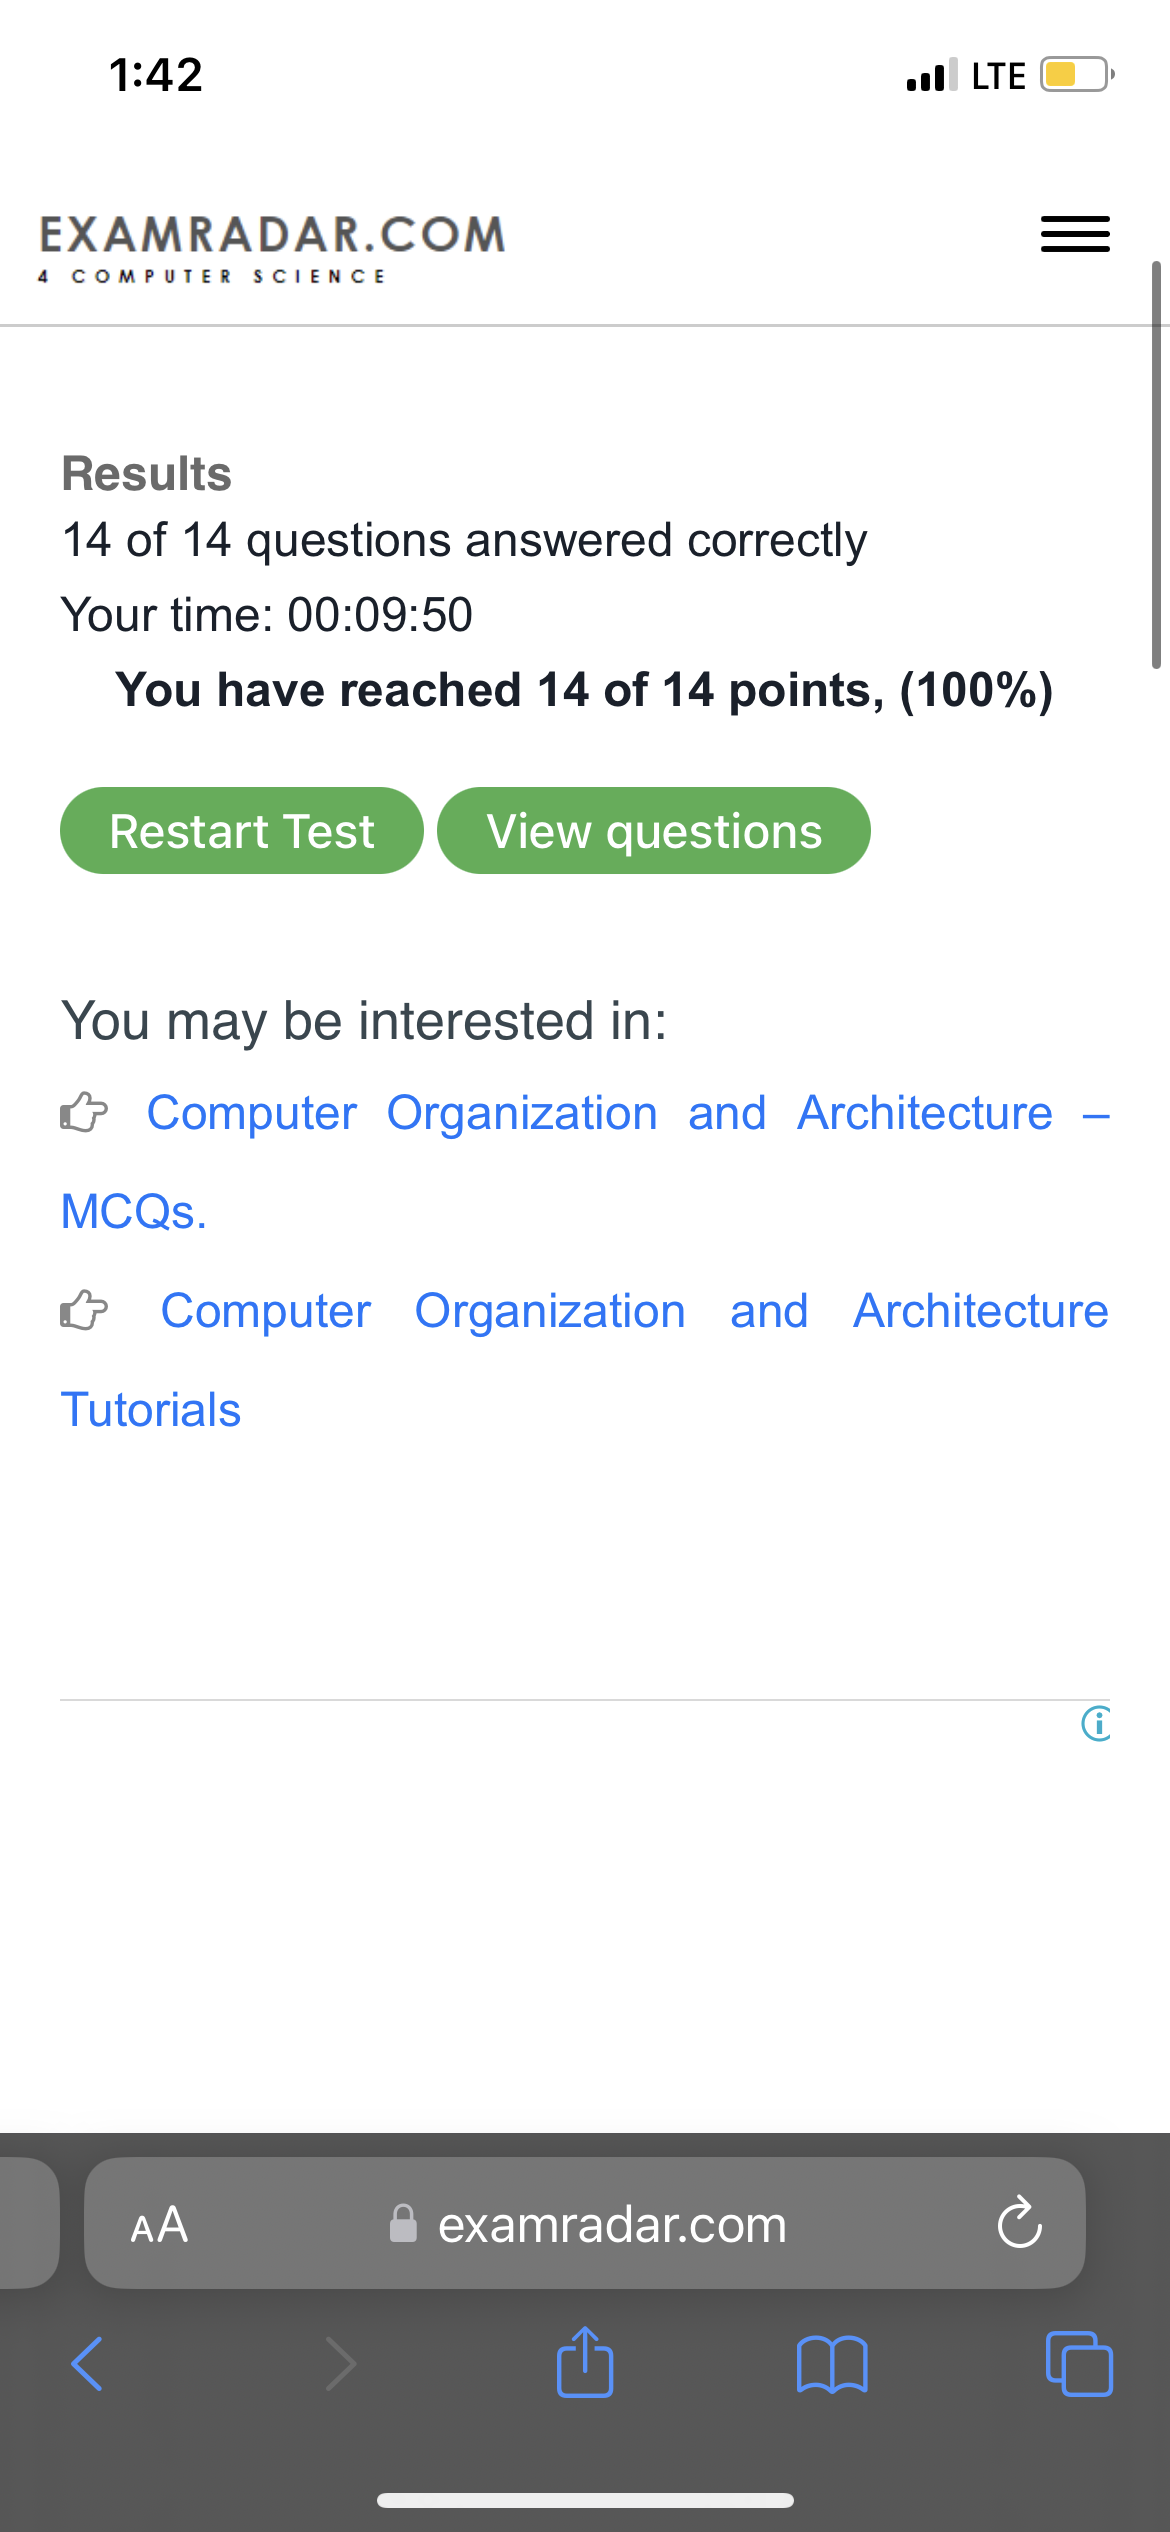 1:42
LTE
EXAMRADAR.COM
4 COMPUTER SCIENCE
Results
14 of 14 questions answered correctly
Your time: 00:09:50
You have reached 14 of 14 points, (100%)
Restart Test
View questions
You may be interested in:
Computer Organization and Architecture –
MCQs.
Computer Organization and Architecture
Tutorials
AA
examradar.com